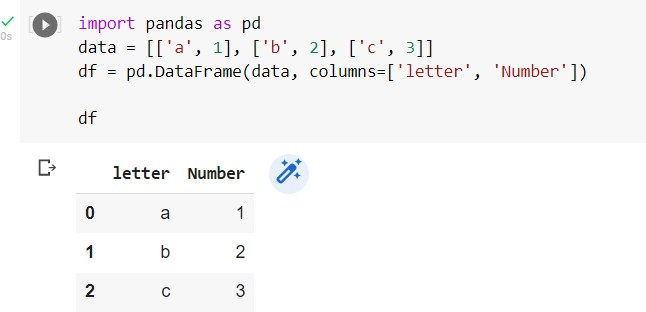 0s
import pandas as pd
data = [['a', 1], ['b', 2], ['c', 3]]
df = pd.DataFrame(data, columns=['letter', 'Number'])
df
letter Number
0 a 1
1 b 2
2 c 3